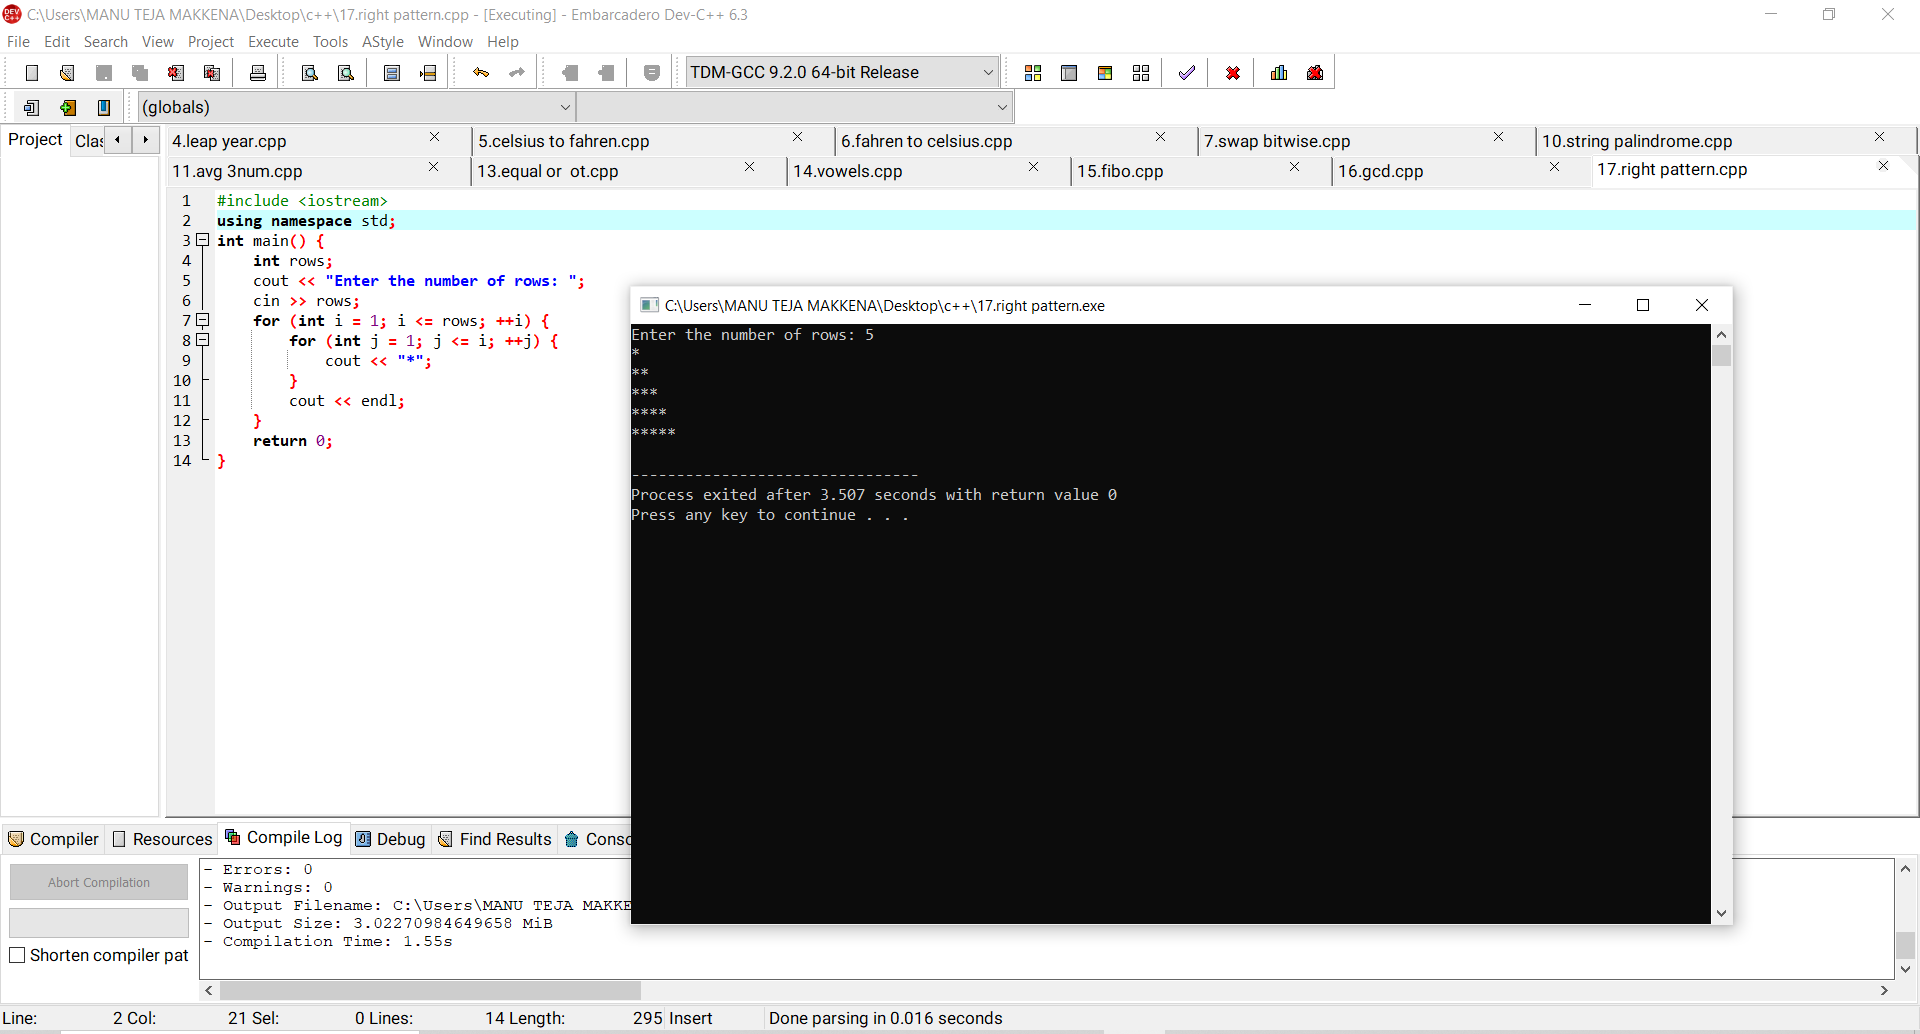 C:\Users\MANU TEJA MAKKENA\Desktop\c++\17.right pattern.cpp - [Executing] - Embarcadero Dev-C++ 6.3
File Edit Search View Project Execute Tools AStyle Window Help
TDM-GCC 9.2.0 64-bit Release
(globals)
Project Clas
4.leap year.cpp 5.celsius to fahren.cpp 6.fahren to celsius.cpp 7.swap bitwise.cpp 10.string palindrome.cpp
11.avg 3num.cpp 13.equal or  ot.cpp 14.vowels.cpp 15.fibo.cpp 16.gcd.cpp 17.right pattern.cpp
1 #include <iostream>
2 using namespace std;
3 int main() {
4 int rows;
5 cout << "Enter the number of rows: ";
6 cin >> rows;
7 for (int i = 1; i <= rows; ++i) {
8 for (int j = 1; j <= i; ++j) {
9 cout << "*";
10 }
11 cout << endl;
12 }
13 return 0;
14 }
C:\Users\MANU TEJA MAKKENA\Desktop\c++\17.right pattern.exe
Enter the number of rows: 5
*
**
***
****
*****
--------------------------------
Process exited after 3.507 seconds with return value 0
Press any key to continue . . .
Compiler Resources Compile Log Debug Find Results Conso
Abort Compilation
Shorten compiler pat
- Errors: 0
- Warnings: 0
- Output Filename: C:\Users\MANU TEJA MAKKE
- Output Size: 3.02270984649658 MiB
- Compilation Time: 1.55s
Line: 2 Col: 21 Sel: 0 Lines: 14 Length: 295 Insert Done parsing in 0.016 seconds